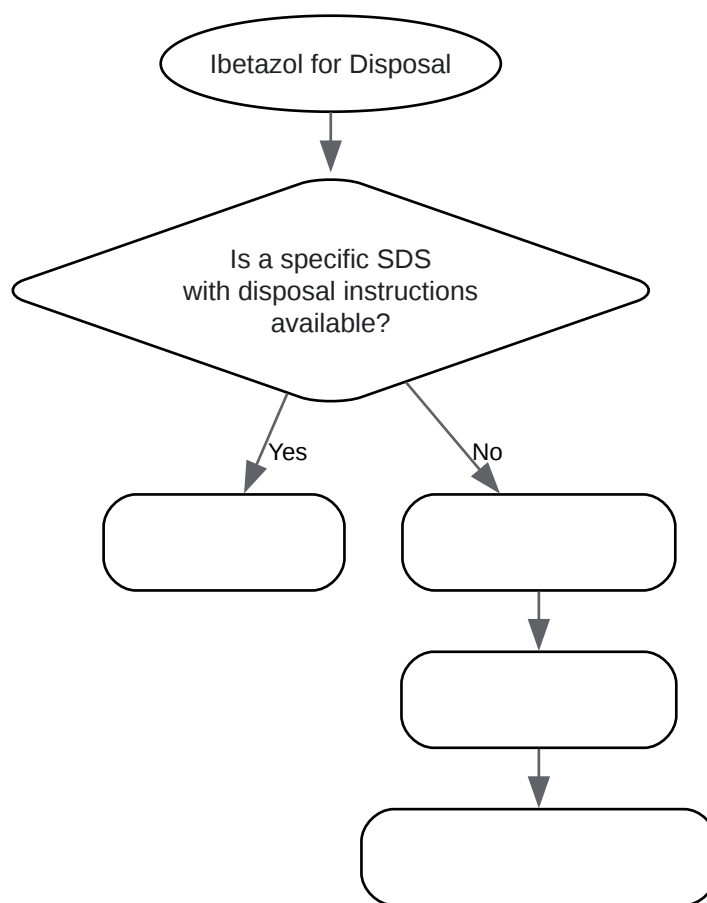 Ibetazol for Disposal
Is a specific SDS
with disposal instructions
available?
Yes
No